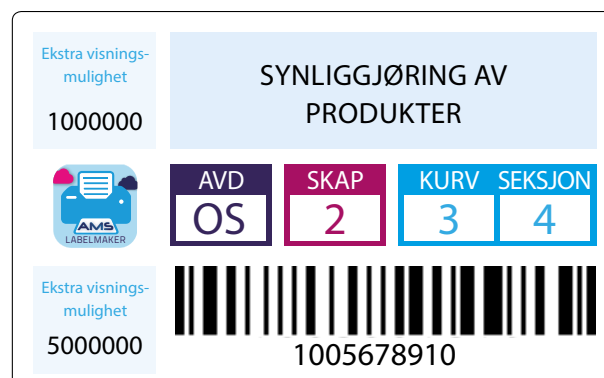 Ekstra visnings-
mulighet
1000000
SYNLIGGJØRING AV
PRODUKTER
AMS
LABELMAKER
AVD SKAP KURV SEKSJON
OS 2 3 4
Ekstra visnings-
mulighet
5000000
1005678910